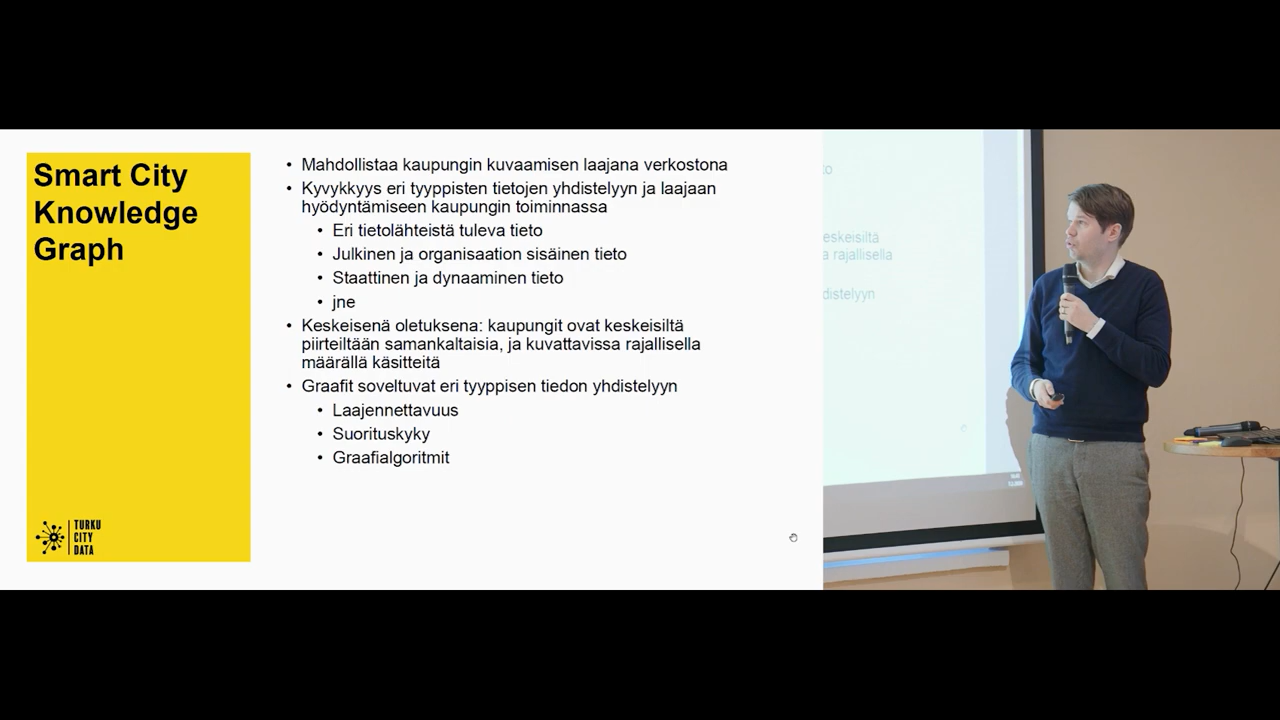 Smart City
Knowledge
Graph
• Mahdollistaa kaupungin kuvaamisen laajana verkostona
• Kyvykkyys eri tyyppisten tietojen yhdistelyyn ja laajaan
hyödyntämiseen kaupungin toiminnassa
• Eri tietolähteistä tuleva tieto
• Julkinen ja organisaation sisäinen tieto
• Staattinen ja dynaaminen tieto
• jne
• Keskeisenä oletuksena: kaupungit ovat keskeisiltä
piirteiltään samankaltaisia, ja kuvattavissa rajallisella
määrällä käsitteitä
• Graafit soveltuvat eri tyyppisen tiedon yhdistelyyn
• Laajennettavuus
• Suorituskyky
• Graafialgoritmit
TURKU
CITY
DATA
eskeisiltä
a rajallisella
distelyyn